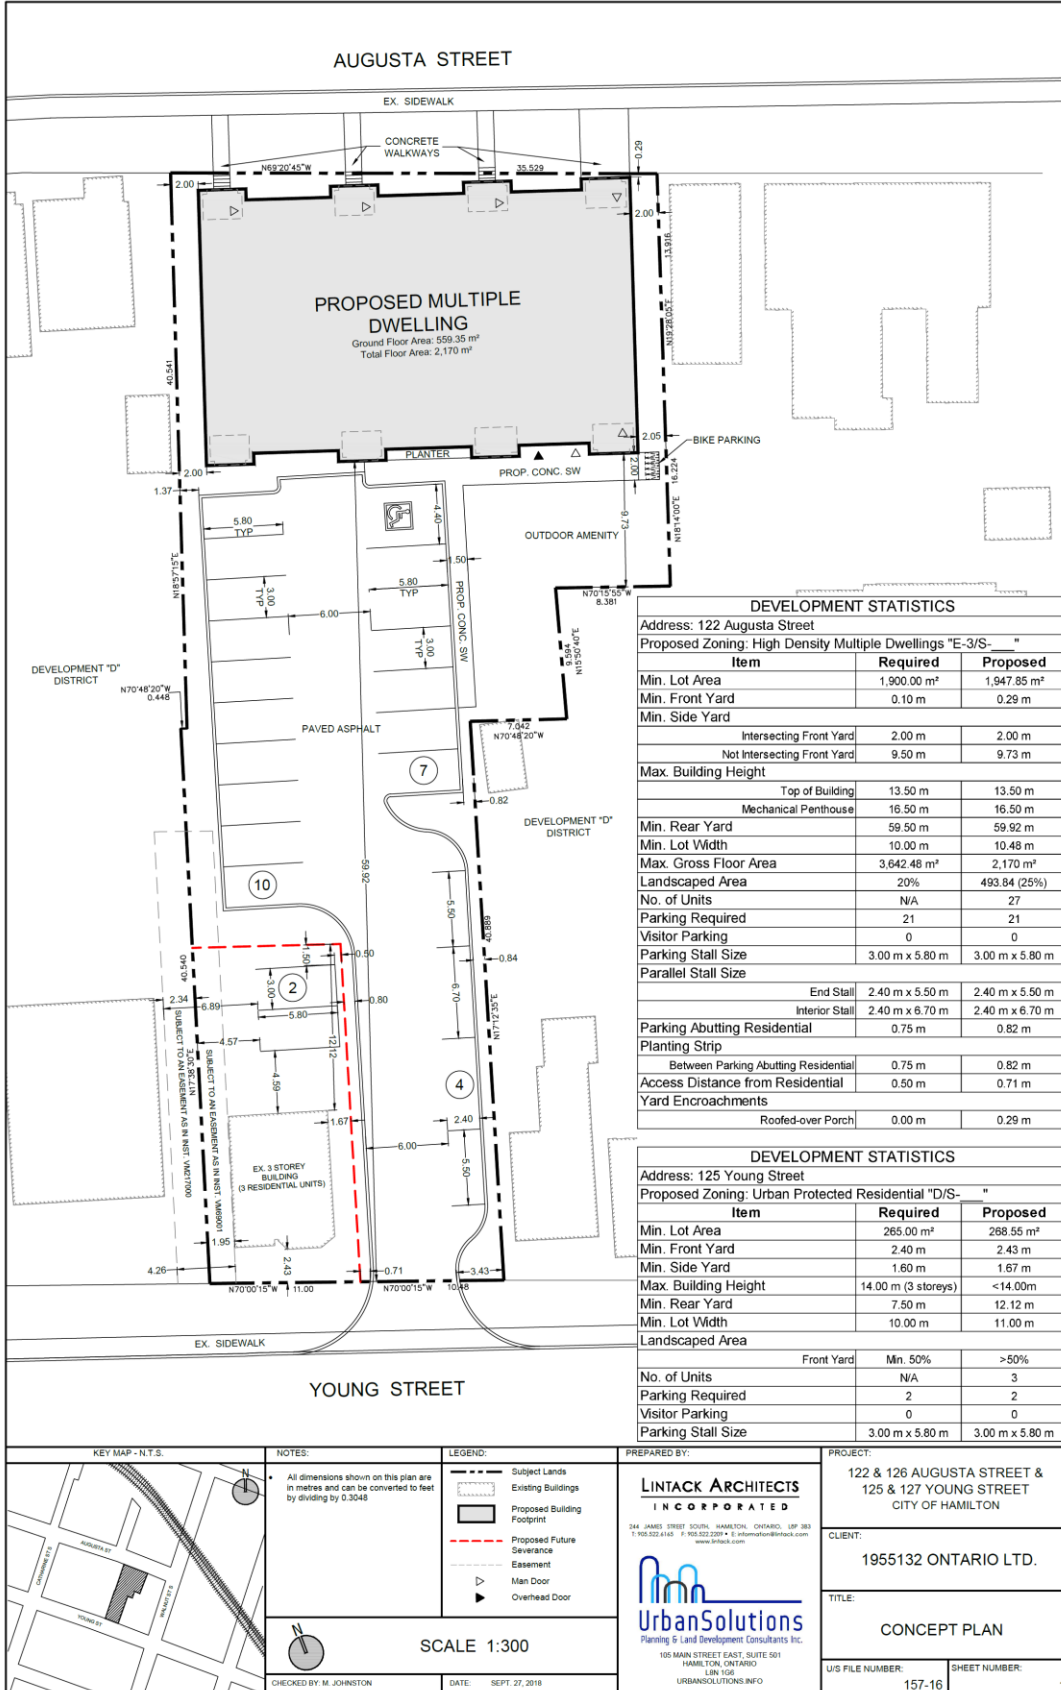 AUGUSTA STREET
EX. SIDEWALK
CONCRETE
WALKWAYS
N69°20'45"W
35.529
0.29
2.00
2.00
13.916
N19°28'05"E
PROPOSED MULTIPLE
DWELLING
Ground Floor Area: 559.35 m²
Total Floor Area: 2,170 m²
40.541
2.05
BIKE PARKING
PLANTER
2.00
PROP. CONC. SW
2.00
16.224
1.37
N18°14'00"E
5.80
TYP
4.40
9.73
OUTDOOR AMENITY
1.50
N18°57'15"E
3.00
TYP
5.80
TYP
PROP. CONC. SW
N70°15'55"W
8.381
6.00
3.00
TYP
N15°50'40"E
9.594
DEVELOPMENT "D"
DISTRICT
N70°48'20"W
0.448
PAVED ASPHALT
7.042
N70°48'20"W
7
0.82
DEVELOPMENT "D"
DISTRICT
10
59.92
5.50
40.889
1.50
0.50
0.84
40.540
2
3.00
2.34
6.89
5.80
0.80
6.70
N17°12'35"E
4.57
12.12
SUBJECT TO AN EASEMENT AS IN INST. VM217000
N17°38'30"E
SUBJECT TO AN EASEMENT AS IN INST. VM69001
4.59
4
1.67
2.40
6.00
5.50
EX. 3 STOREY
BUILDING
(3 RESIDENTIAL UNITS)
1.95
2.43
4.26
0.71
3.43
N70°00'15"W 11.00
N70°00'15"W 10.48
EX. SIDEWALK
YOUNG STREET
DEVELOPMENT STATISTICS
Address: 122 Augusta Street
Proposed Zoning: High Density Multiple Dwellings "E-3/S-___"
Item Required Proposed
Min. Lot Area 1,900.00 m² 1,947.85 m²
Min. Front Yard 0.10 m 0.29 m
Min. Side Yard
Intersecting Front Yard 2.00 m 2.00 m
Not Intersecting Front Yard 9.50 m 9.73 m
Max. Building Height
Top of Building 13.50 m 13.50 m
Mechanical Penthouse 16.50 m 16.50 m
Min. Rear Yard 59.50 m 59.92 m
Min. Lot Width 10.00 m 10.48 m
Max. Gross Floor Area 3,642.48 m² 2,170 m²
Landscaped Area 20% 493.84 (25%)
No. of Units N/A 27
Parking Required 21 21
Visitor Parking 0 0
Parking Stall Size 3.00 m x 5.80 m 3.00 m x 5.80 m
Parallel Stall Size
End Stall 2.40 m x 5.50 m 2.40 m x 5.50 m
Interior Stall 2.40 m x 6.70 m 2.40 m x 6.70 m
Parking Abutting Residential 0.75 m 0.82 m
Planting Strip
Between Parking Abutting Residential 0.75 m 0.82 m
Access Distance from Residential 0.50 m 0.71 m
Yard Encroachments
Roofed-over Porch 0.00 m 0.29 m
DEVELOPMENT STATISTICS
Address: 125 Young Street
Proposed Zoning: Urban Protected Residential "D/S-___"
Item Required Proposed
Min. Lot Area 265.00 m² 268.55 m²
Min. Front Yard 2.40 m 2.43 m
Min. Side Yard 1.60 m 1.67 m
Max. Building Height 14.00 m (3 storeys) <14.00m
Min. Rear Yard 7.50 m 12.12 m
Min. Lot Width 10.00 m 11.00 m
Landscaped Area
Front Yard Min. 50% >50%
No. of Units N/A 3
Parking Required 2 2
Visitor Parking 0 0
Parking Stall Size 3.00 m x 5.80 m 3.00 m x 5.80 m
KEY MAP - N.T.S.
N
AUGUSTA ST
CATHARINE ST S
WALNUT ST S
YOUNG ST
NOTES:
• All dimensions shown on this plan are
in metres and can be converted to feet
by dividing by 0.3048
LEGEND:
Subject Lands
Existing Buildings
Proposed Building
Footprint
Proposed Future
Severance
Easement
Man Door
Overhead Door
N
SCALE 1:300
CHECKED BY: M. JOHNSTON
DATE: SEPT. 27, 2018
PREPARED BY:
LINTACK ARCHITECTS
INCORPORATED
244 JAMES STREET SOUTH, HAMILTON, ONTARIO, L8P 3B3
T: 905.522.6165 F: 905.522.2209 • E: information@lintack.com
www.lintack.com
UrbanSolutions
Planning & Land Development Consultants Inc.
105 MAIN STREET EAST, SUITE 501
HAMILTON, ONTARIO
L8N 1G6
URBANSOLUTIONS.INFO
PROJECT:
122 & 126 AUGUSTA STREET &
125 & 127 YOUNG STREET
CITY OF HAMILTON
CLIENT:
1955132 ONTARIO LTD.
TITLE:
CONCEPT PLAN
U/S FILE NUMBER:
157-16
SHEET NUMBER: